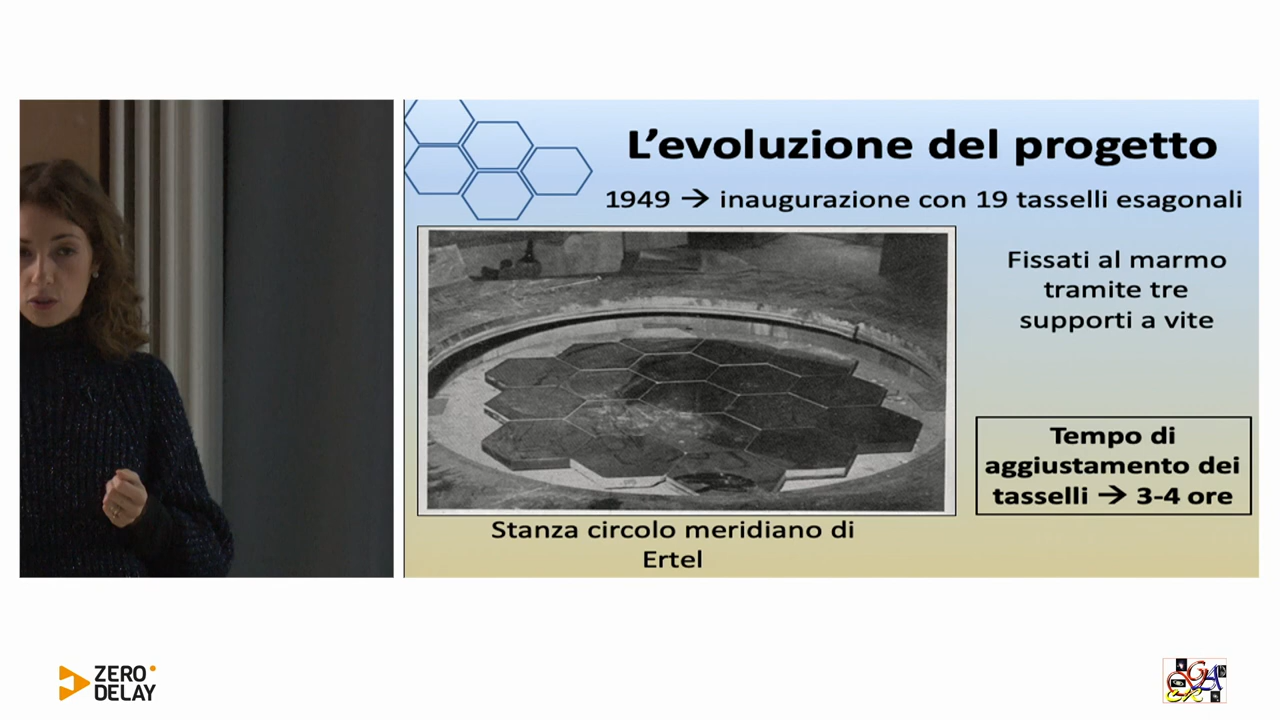 L'evoluzione del progetto
1949 → inaugurazione con 19 tasselli esagonali
Fissati al marmo
tramite tre
supporti a vite
Tempo di
aggiustamento dei
tasselli → 3-4 ore
Stanza circolo meridiano di
Ertel
ZERO
DELAY